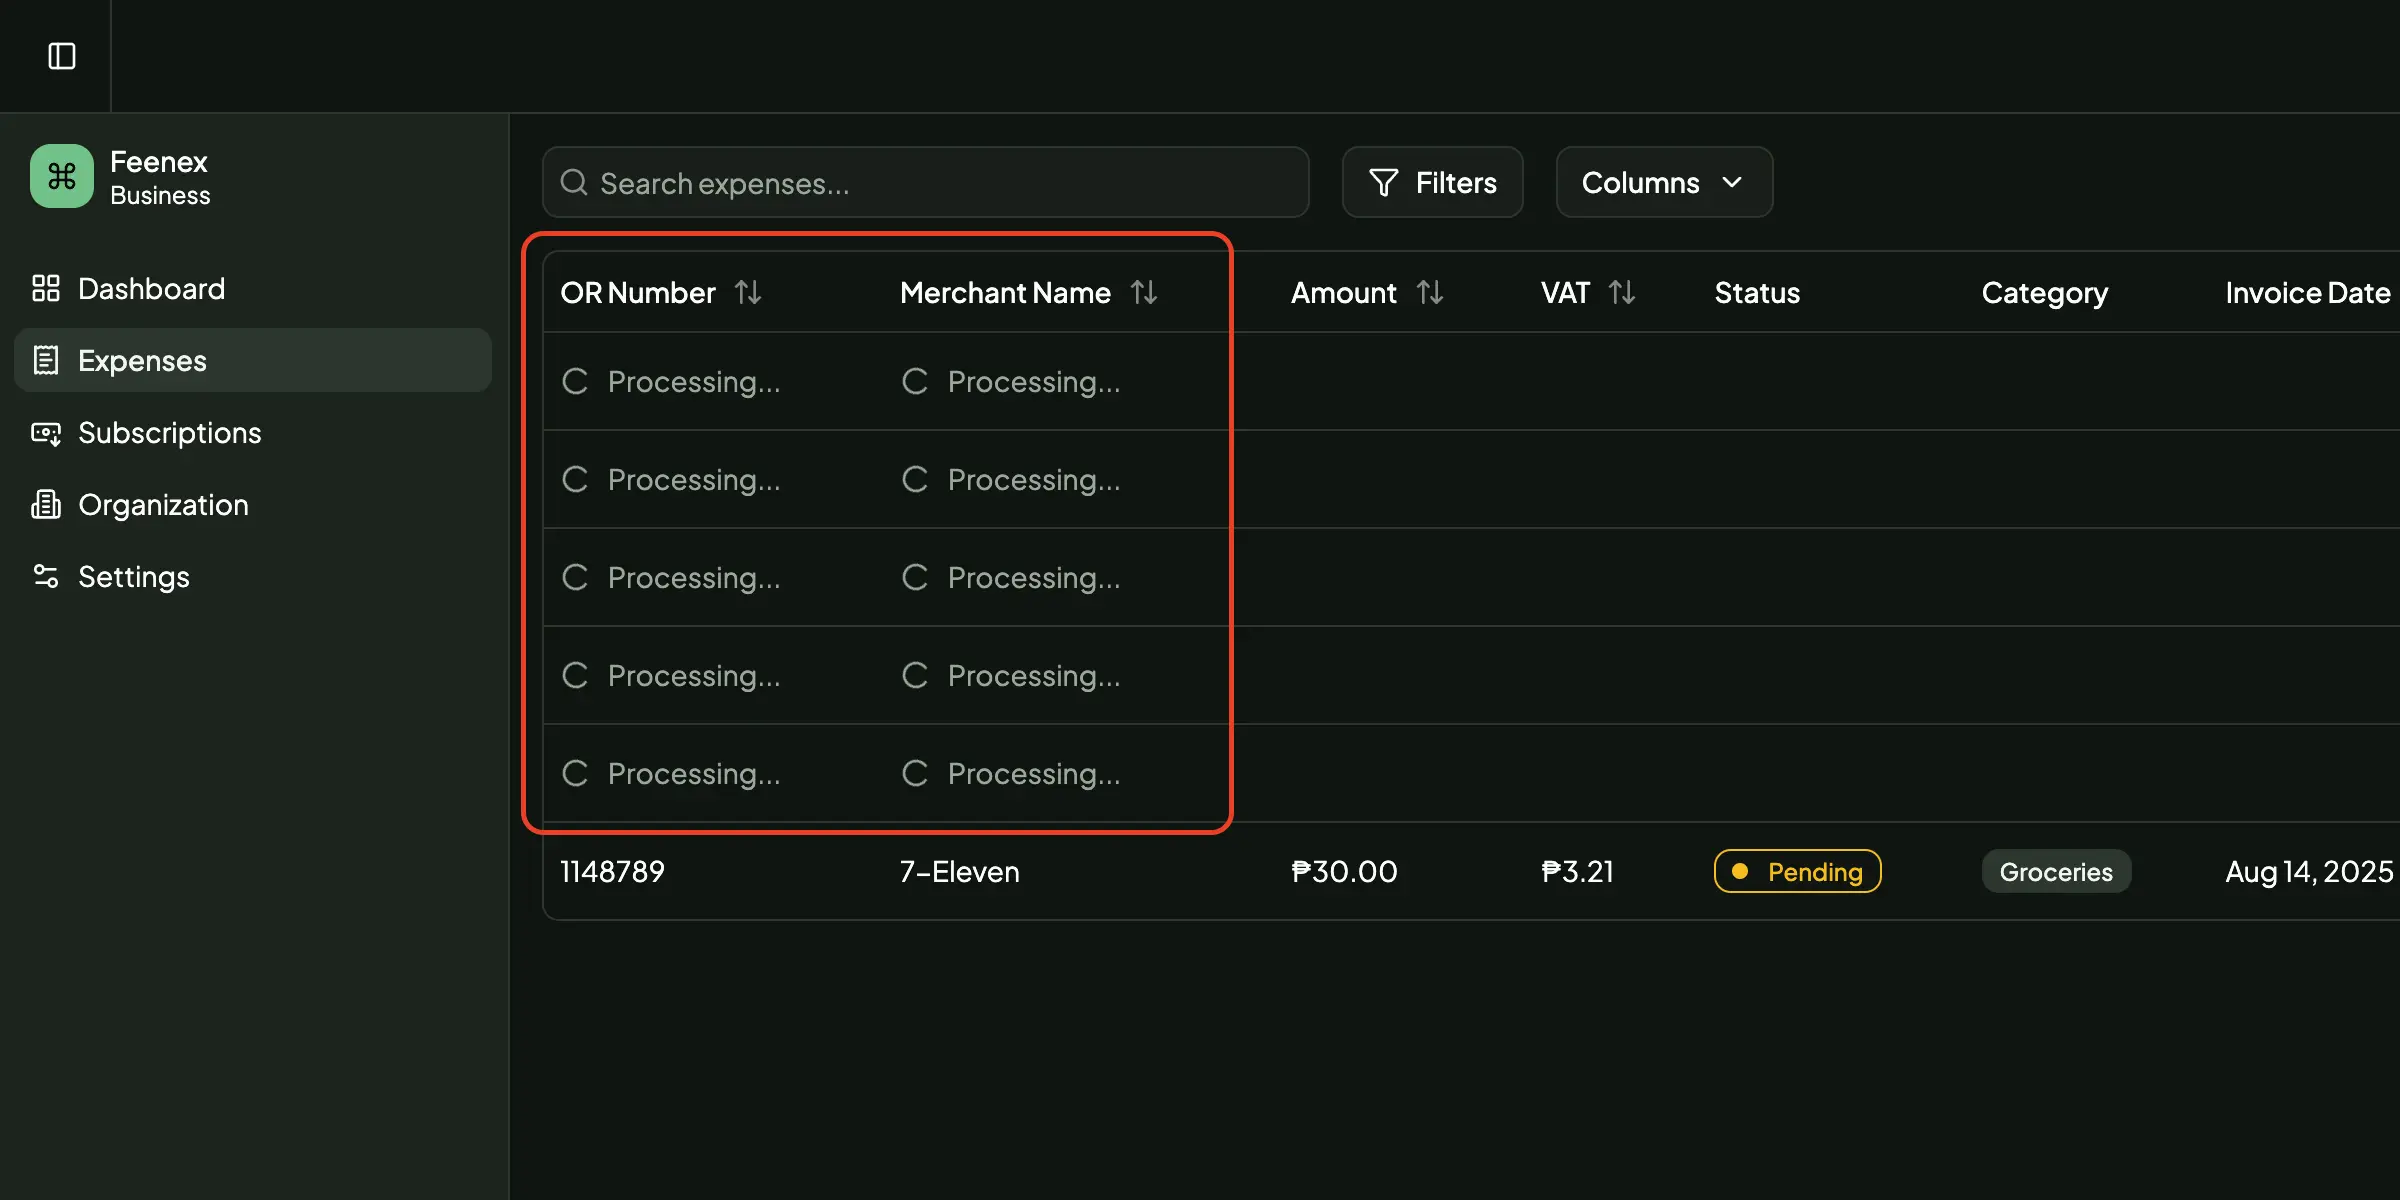 Feenex
Business
Dashboard
Expenses
Subscriptions
Organization
Settings
Search expenses...
Filters
Columns
OR Number Merchant Name Amount VAT Status Category Invoice Date
Processing... Processing...
Processing... Processing...
Processing... Processing...
Processing... Processing...
Processing... Processing...
1148789 7-Eleven ₱30.00 ₱3.21 Pending Groceries Aug 14, 2025